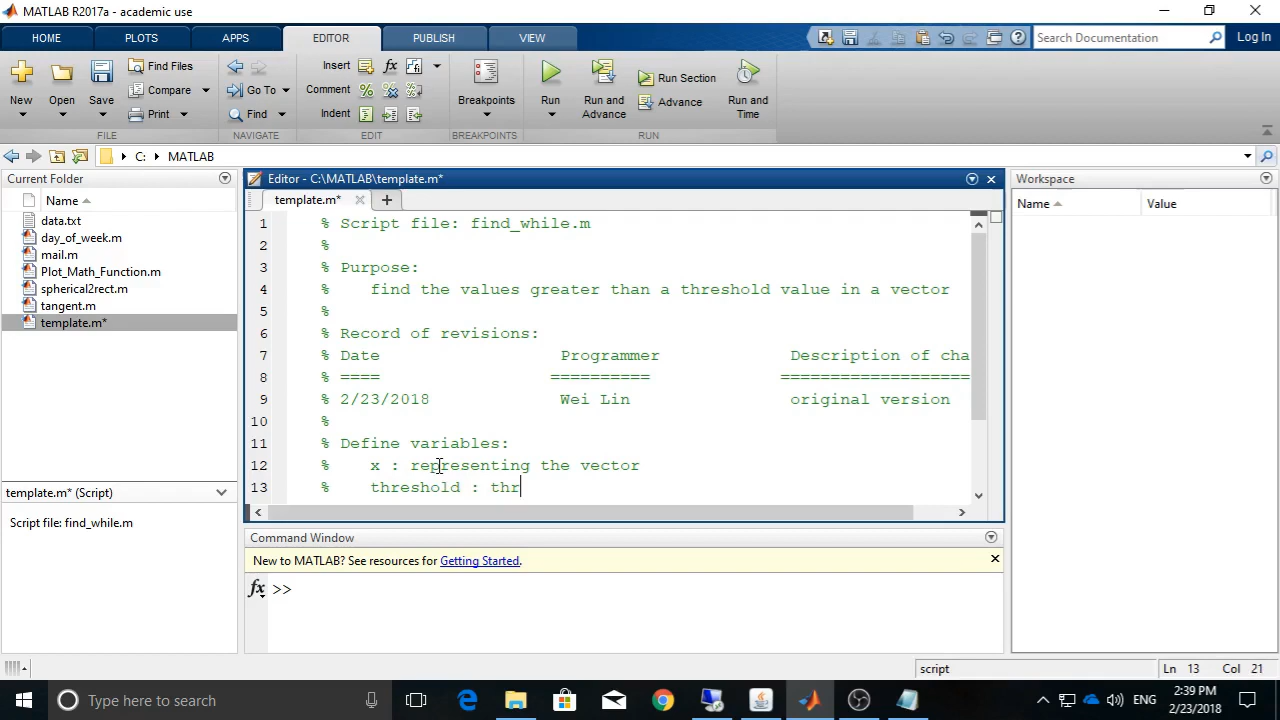 MATLAB R2017a - academic use
HOME PLOTS APPS EDITOR PUBLISH VIEW Search Documentation Log In
New Open Save Find Files Compare Print FILE
Go To Find NAVIGATE
Insert fx Comment Indent EDIT
Breakpoints BREAKPOINTS
Run Run and Advance Run Section Advance Run and Time RUN
C: MATLAB
Current Folder
Name
data.txt
day_of_week.m
mail.m
Plot_Math_Function.m
spherical2rect.m
tangent.m
template.m*
template.m* (Script)
Script file: find_while.m
Editor - C:\MATLAB\template.m*
template.m*
1 % Script file: find_while.m
2 %
3 % Purpose:
4 % find the values greater than a threshold value in a vector
5 %
6 % Record of revisions:
7 % Date Programmer Description of cha
8 % ==== ========== ===================
9 % 2/23/2018 Wei Lin original version
10 %
11 % Define variables:
12 % x : representing the vector
13 % threshold : thr
Command Window
New to MATLAB? See resources for Getting Started.
fx >>
Workspace
Name Value
script Ln 13 Col 21
Type here to search ENG 2:39 PM
2/23/2018